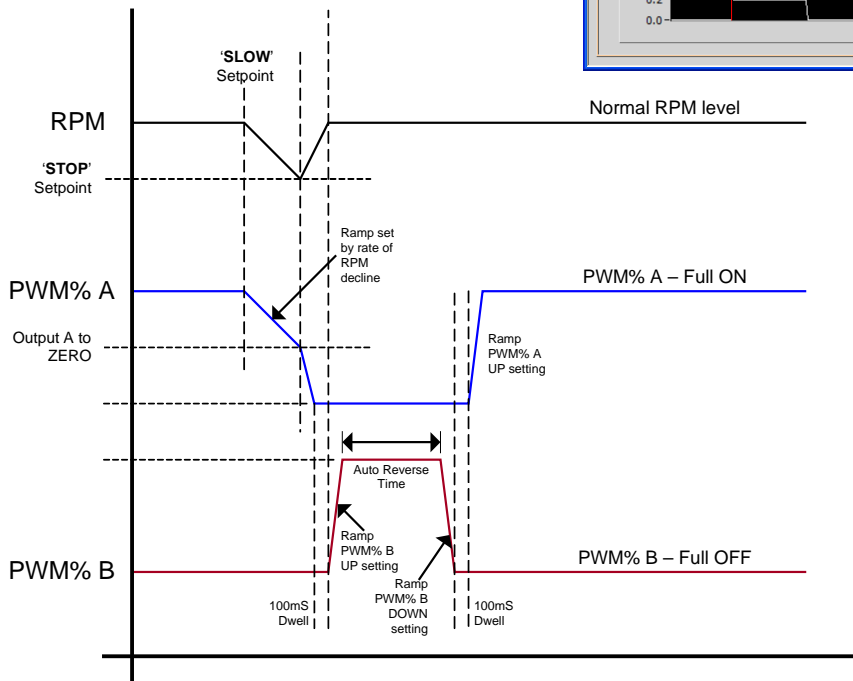 0.2
0.0
'SLOW'
Setpoint
RPM
Normal RPM level
'STOP'
Setpoint
Ramp set
by rate of
RPM
decline
PWM% A
PWM% A – Full ON
Output A to
ZERO
Ramp
PWM% A
UP setting
Auto Reverse
Time
Ramp
PWM% B
UP setting
PWM% B
PWM% B – Full OFF
Ramp
PWM% B
DOWN
setting
100mS
Dwell
100mS
Dwell